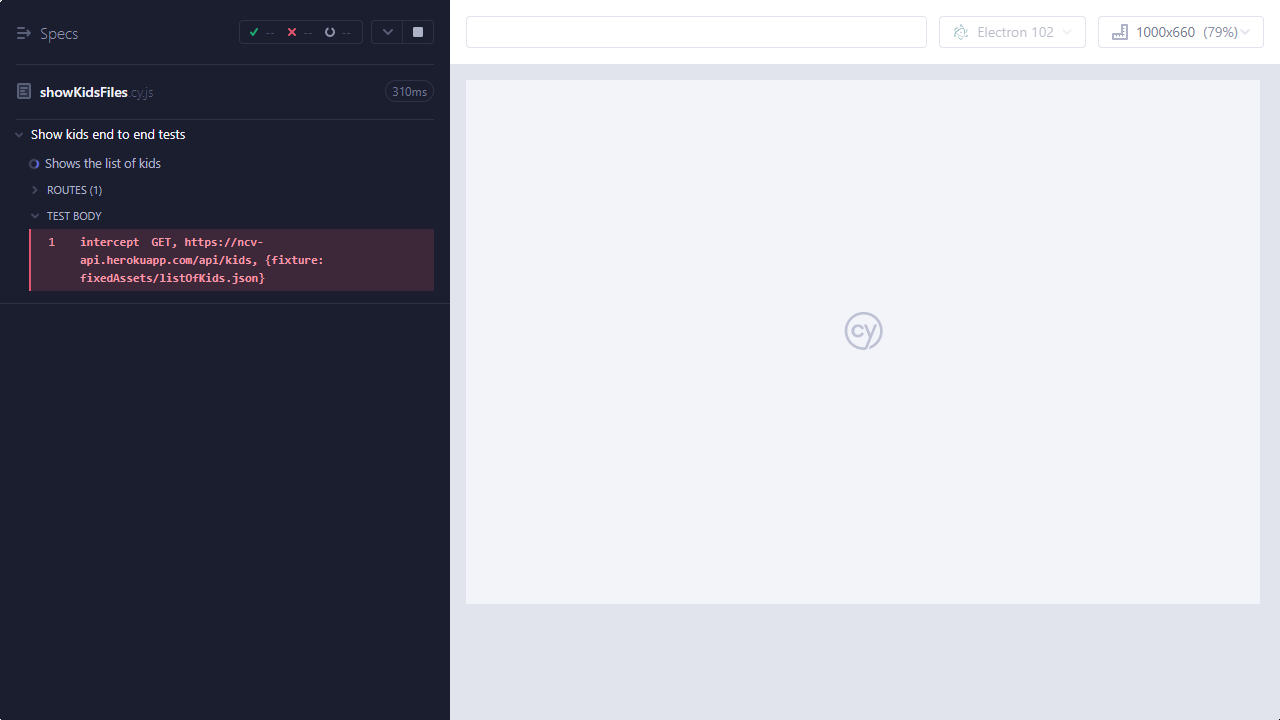 Specs
-- -- --
Electron 102
1000x660 (79%)
showKidsFiles.cy.js 310ms
Show kids end to end tests
Shows the list of kids
ROUTES (1)
TEST BODY
1 intercept GET, https://ncv-
api.herokuapp.com/api/kids, {fixture:
fixedAssets/listOfKids.json}
cy